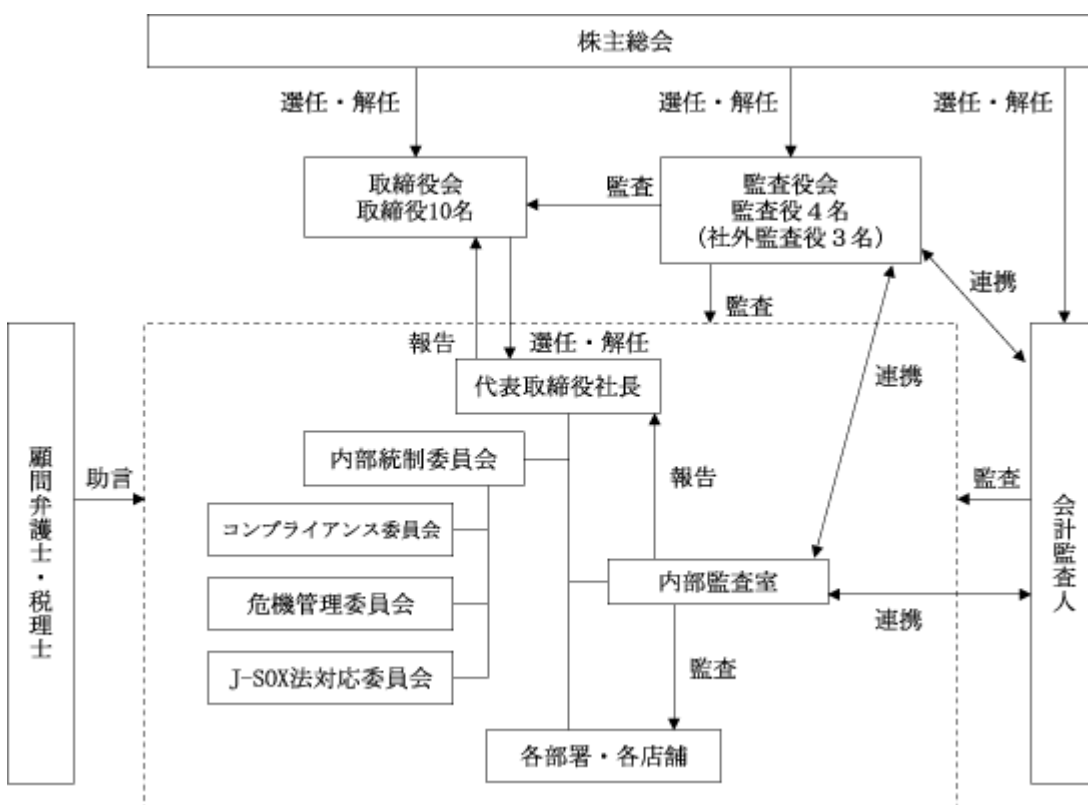 株主総会
選任・解任
選任・解任
選任・解任
取締役会
取締役10名
監査
監査役会
監査役4名
(社外監査役3名)
連携
監査
報告
選任・解任
代表取締役社長
連携
内部統制委員会
報告
監査
顧問弁護士・税理士
助言
コンプライアンス委員会
会計監査人
内部監査室
危機管理委員会
連携
J-SOX法対応委員会
監査
各部署・各店舗